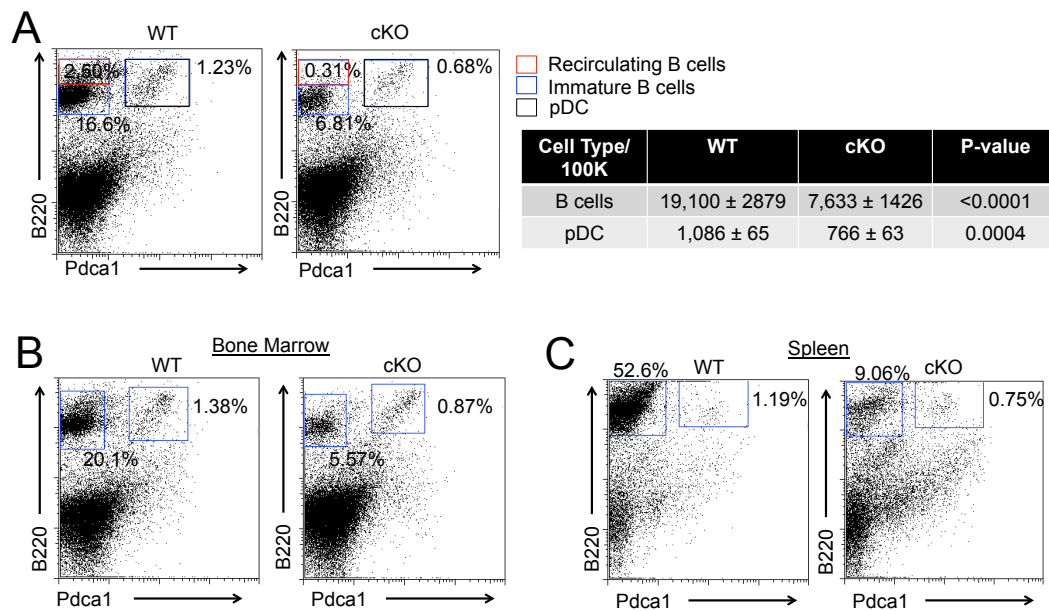 A
WT
cKO
2.60%
1.23%
16.6%
0.31%
0.68%
6.81%
B220
Pdca1
B220
Pdca1
Recirculating B cells
Immature B cells
pDC
Cell Type/ 
100K
WT
cKO
P-value
B cells
19,100 ± 2879
7,633 ± 1426
<0.0001
pDC
1,086 ± 65
766 ± 63
0.0004
B
Bone Marrow
WT
cKO
1.38%
20.1%
0.87%
5.57%
B220
Pdca1
B220
Pdca1
C
Spleen
WT
cKO
52.6%
1.19%
9.06%
0.75%
B220
Pdca1
B220
Pdca1